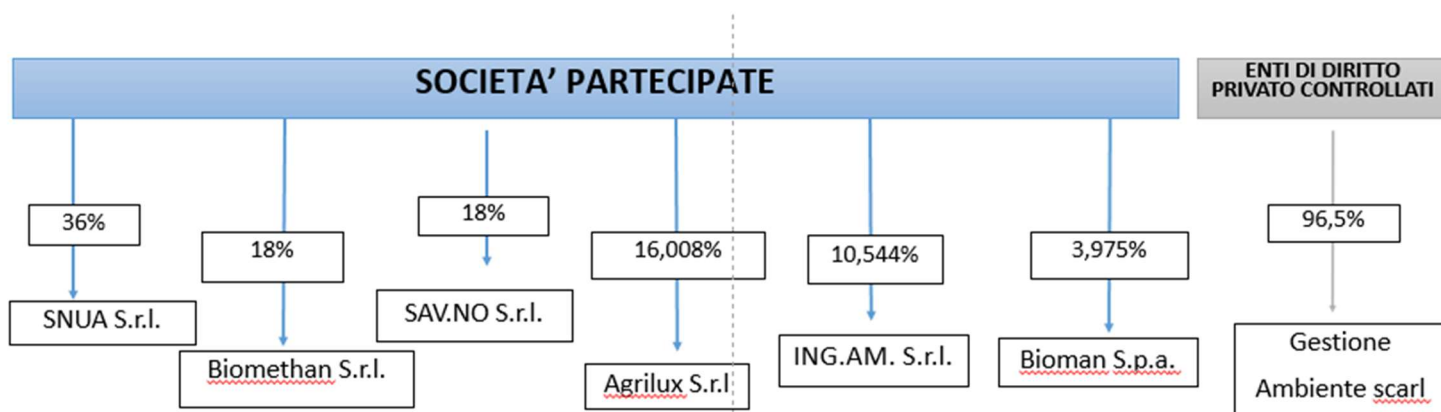 SOCIETA’ PARTECIPATE
ENTI DI DIRITTO
PRIVATO CONTROLLATI
36%
18%
18%
16,008%
10,544%
3,975%
96,5%
SNUA S.r.l.
Biomethan S.r.l.
SAV.NO S.r.l.
Agrilux S.r.l
ING.AM. S.r.l.
Bioman S.p.a.
Gestione
Ambiente scarl